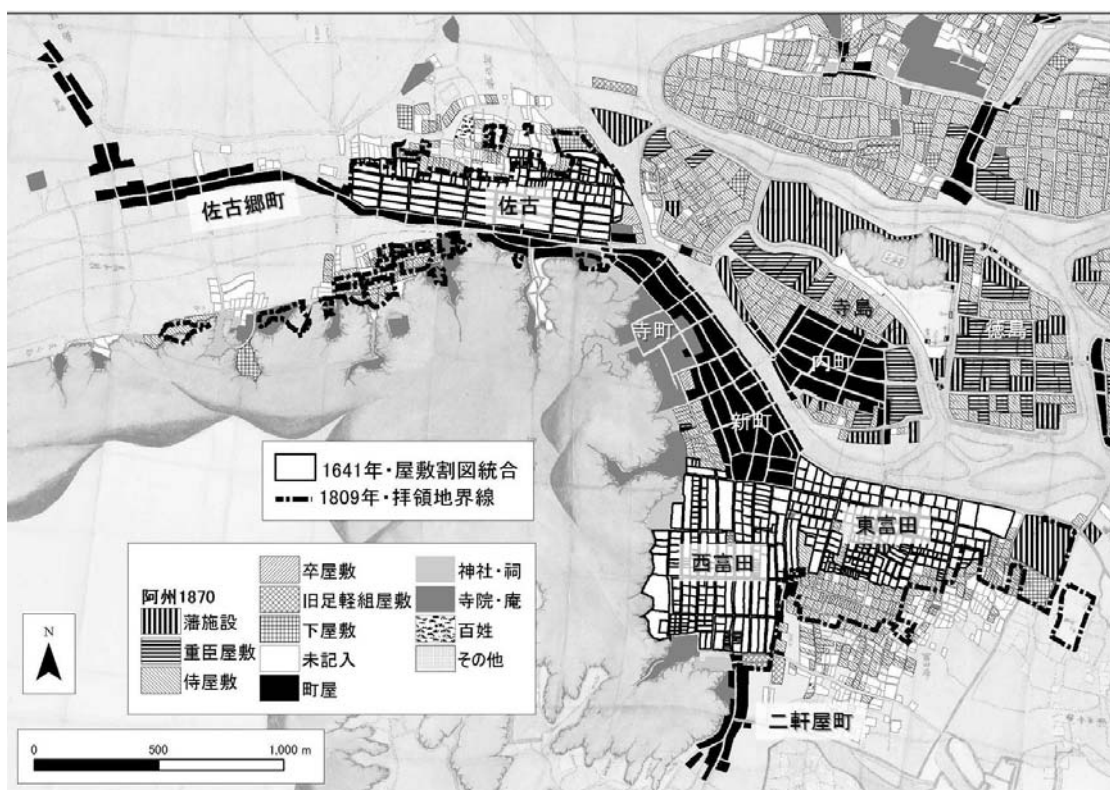 佐古郷町
佐古
寺町
寺島
徳島
内町
新町
東富田
西富田
二軒屋町
1641年・屋敷割図統合
1809年・拝領地界線
阿州1870
藩施設
重臣屋敷
侍屋敷
卒屋敷
旧足軽組屋敷
下屋敷
未記入
町屋
神社・祠
寺院・庵
百姓
その他
N
0 500 1,000 m